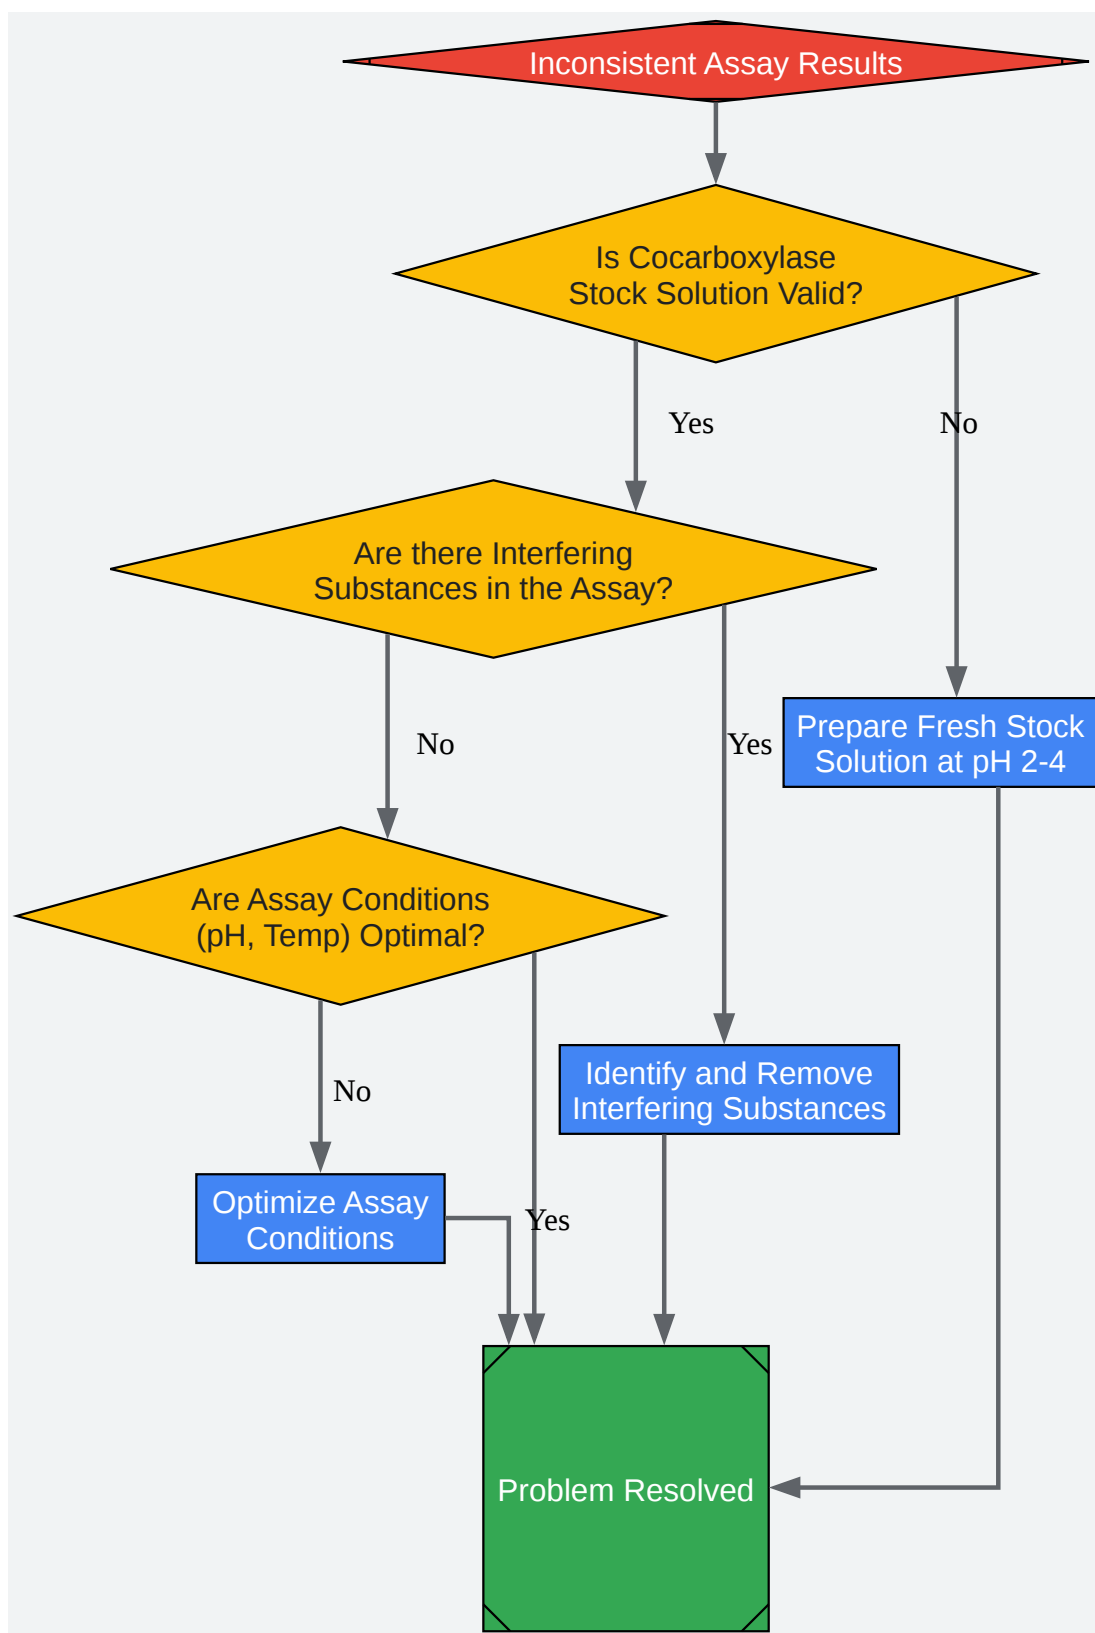 Inconsistent Assay Results
Is Cocarboxylase
Stock Solution Valid?
Yes
No
Are there Interfering
Substances in the Assay?
No
Yes
Prepare Fresh Stock
Solution at pH 2-4
Are Assay Conditions
(pH, Temp) Optimal?
No
Identify and Remove
Interfering Substances
Optimize Assay
Conditions
Yes
Problem Resolved